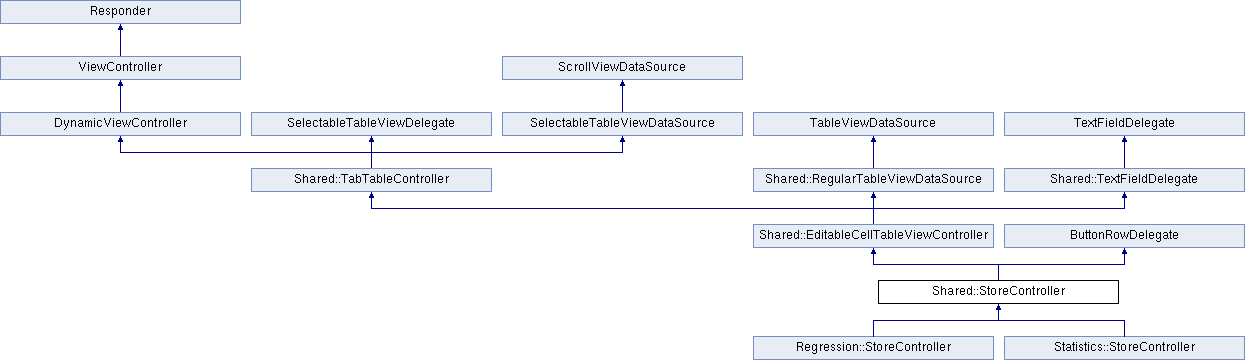 Responder
ViewController
ScrollViewDataSource
DynamicViewController
SelectableTableViewDelegate
SelectableTableViewDataSource
TableViewDataSource
TextFieldDelegate
Shared::TabTableController
Shared::RegularTableViewDataSource
Shared::TextFieldDelegate
Shared::EditableCellTableViewController
ButtonRowDelegate
Shared::StoreController
Regression::StoreController
Statistics::StoreController